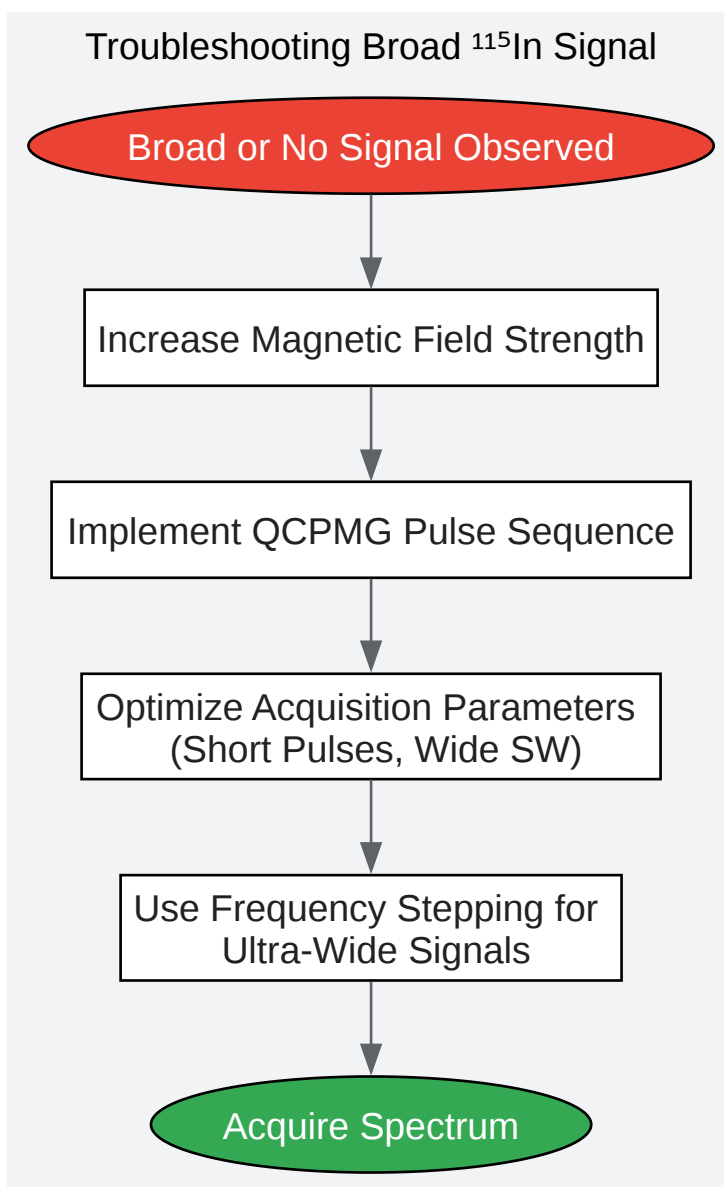 Troubleshooting Broad ¹¹⁵In Signal
Broad or No Signal Observed
Increase Magnetic Field Strength
Implement QCPMG Pulse Sequence
Optimize Acquisition Parameters
(Short Pulses, Wide SW)
Use Frequency Stepping for
Ultra-Wide Signals
Acquire Spectrum